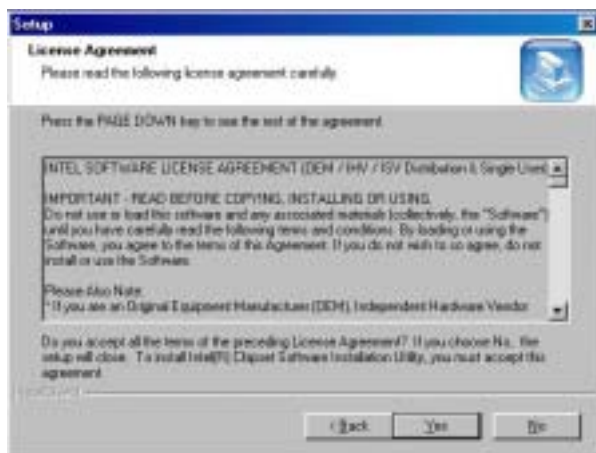 Setup
License Agreement
Please read the following license agreement carefully.
Press the PAGE DOWN key to see the rest of the agreement.
INTEL SOFTWARE LICENSE AGREEMENT (OEM / IHV / ISV Distribution & Single User)
IMPORTANT - READ BEFORE COPYING, INSTALLING OR USING.
Do not use or load this software and any associated materials (collectively, the "Software")
until you have carefully read the following terms and conditions. By loading or using the
Software, you agree to the terms of this Agreement. If you do not wish to so agree, do not
install or use the Software.
Please Also Note:
* If you are an Original Equipment Manufacturer (OEM), Independent Hardware Vendor
Do you accept all the terms of the preceding License Agreement? If you choose No, the
setup will close. To install Intel(R) Chipset Software Installation Utility, you must accept this
agreement.
< Back
Yes
No